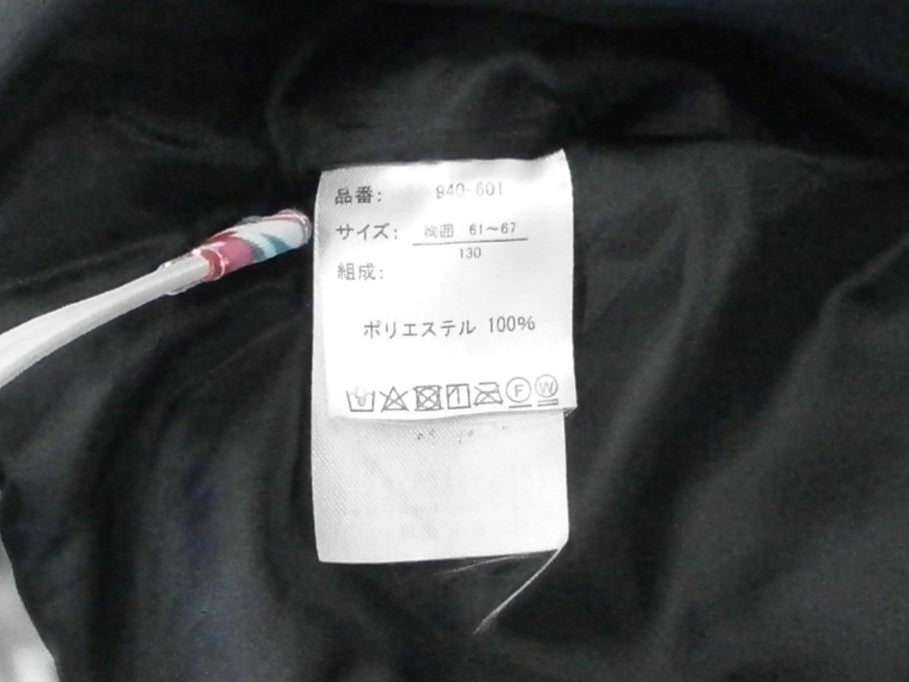 品番: 940-601
サイズ: 胸囲 61～67
130
組成:
ポリエステル 100%
F W